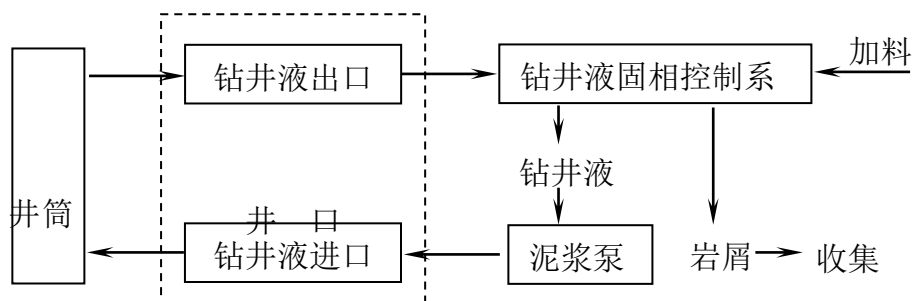 加料
钻井液出口
钻井液固相控制系
钻井液
井筒
井 口
钻井液进口
泥浆泵
岩屑
收集